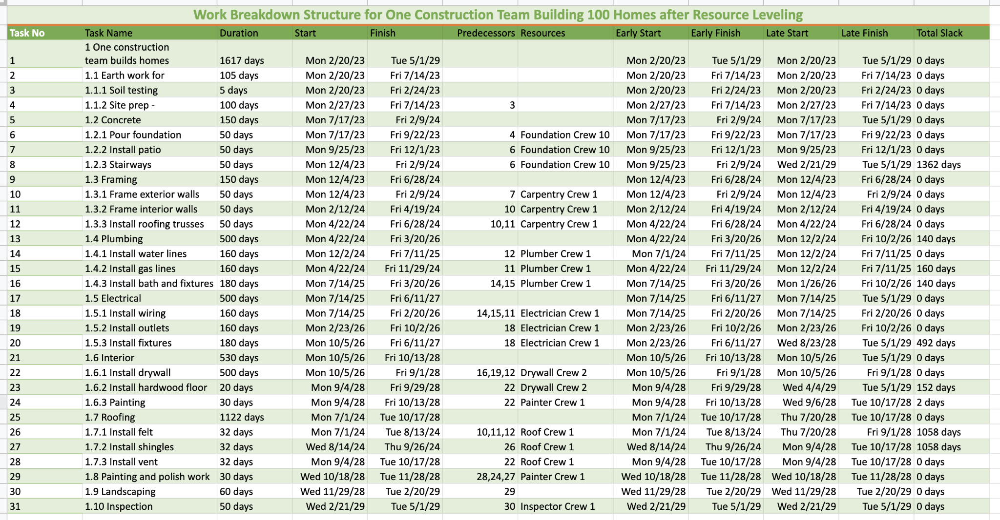 Work Breakdown Structure for One Construction Team Building 100 Homes after Resource Leveling
Task No Task Name Duration Start Finish Predecessors Resources Early Start Early Finish Late Start Late Finish Total Slack
1 One construction
1 team builds homes 1617 days Mon 2/20/23 Tue 5/1/29 Mon 2/20/23 Tue 5/1/29 Mon 2/20/23 Tue 5/1/29 0 days
2 1.1 Earth work for 105 days Mon 2/20/23 Fri 7/14/23 Mon 2/20/23 Fri 7/14/23 Mon 2/20/23 Fri 7/14/23 0 days
3 1.1.1 Soil testing 5 days Mon 2/20/23 Fri 2/24/23 Mon 2/20/23 Fri 2/24/23 Mon 2/20/23 Fri 2/24/23 0 days
4 1.1.2 Site prep - 100 days Mon 2/27/23 Fri 7/14/23 3 Mon 2/27/23 Fri 7/14/23 Mon 2/27/23 Fri 7/14/23 0 days
5 1.2 Concrete 150 days Mon 7/17/23 Fri 2/9/24 Mon 7/17/23 Fri 2/9/24 Mon 7/17/23 Tue 5/1/29 0 days
6 1.2.1 Pour foundation 50 days Mon 7/17/23 Fri 9/22/23 4 Foundation Crew 10 Mon 7/17/23 Fri 9/22/23 Mon 7/17/23 Fri 9/22/23 0 days
7 1.2.2 Install patio 50 days Mon 9/25/23 Fri 12/1/23 6 Foundation Crew 10 Mon 9/25/23 Fri 12/1/23 Mon 9/25/23 Fri 12/1/23 0 days
8 1.2.3 Stairways 50 days Mon 12/4/23 Fri 2/9/24 6 Foundation Crew 10 Mon 9/25/23 Fri 2/9/24 Wed 2/21/29 Tue 5/1/29 1362 days
9 1.3 Framing 150 days Mon 12/4/23 Fri 6/28/24 Mon 12/4/23 Fri 6/28/24 Mon 12/4/23 Fri 6/28/24 0 days
10 1.3.1 Frame exterior walls 50 days Mon 12/4/23 Fri 2/9/24 7 Carpentry Crew 1 Mon 12/4/23 Fri 2/9/24 Mon 12/4/23 Fri 2/9/24 0 days
11 1.3.2 Frame interior walls 50 days Mon 2/12/24 Fri 4/19/24 10 Carpentry Crew 1 Mon 2/12/24 Fri 4/19/24 Mon 2/12/24 Fri 4/19/24 0 days
12 1.3.3 Install roofing trusses 50 days Mon 4/22/24 Fri 6/28/24 10,11 Carpentry Crew 1 Mon 4/22/24 Fri 6/28/24 Mon 4/22/24 Fri 6/28/24 0 days
13 1.4 Plumbing 500 days Mon 4/22/24 Fri 3/20/26 Mon 4/22/24 Fri 3/20/26 Mon 12/2/24 Fri 10/2/26 140 days
14 1.4.1 Install water lines 160 days Mon 12/2/24 Fri 7/11/25 12 Plumber Crew 1 Mon 7/1/24 Fri 7/11/25 Mon 12/2/24 Fri 7/11/25 0 days
15 1.4.2 Install gas lines 160 days Mon 4/22/24 Fri 11/29/24 11 Plumber Crew 1 Mon 4/22/24 Fri 11/29/24 Mon 12/2/24 Fri 7/11/25 160 days
16 1.4.3 Install bath and fixtures 180 days Mon 7/14/25 Fri 3/20/26 14,15 Plumber Crew 1 Mon 7/14/25 Fri 3/20/26 Mon 1/26/26 Fri 10/2/26 140 days
17 1.5 Electrical 500 days Mon 7/14/25 Fri 6/11/27 Mon 7/14/25 Fri 6/11/27 Mon 7/14/25 Tue 5/1/29 0 days
18 1.5.1 Install wiring 160 days Mon 7/14/25 Fri 2/20/26 14,15,11 Electrician Crew 1 Mon 7/14/25 Fri 2/20/26 Mon 7/14/25 Fri 2/20/26 0 days
19 1.5.2 Install outlets 160 days Mon 2/23/26 Fri 10/2/26 18 Electrician Crew 1 Mon 2/23/26 Fri 10/2/26 Mon 2/23/26 Fri 10/2/26 0 days
20 1.5.3 Install fixtures 180 days Mon 10/5/26 Fri 6/11/27 18 Electrician Crew 1 Mon 2/23/26 Fri 6/11/27 Wed 8/23/28 Tue 5/1/29 492 days
21 1.6 Interior 530 days Mon 10/5/26 Fri 10/13/28 Mon 10/5/26 Fri 10/13/28 Mon 10/5/26 Tue 5/1/29 0 days
22 1.6.1 Install drywall 500 days Mon 10/5/26 Fri 9/1/28 16,19,12 Drywall Crew 2 Mon 10/5/26 Fri 9/1/28 Mon 10/5/26 Fri 9/1/28 0 days
23 1.6.2 Install hardwood floor 20 days Mon 9/4/28 Fri 9/29/28 22 Drywall Crew 2 Mon 9/4/28 Fri 9/29/28 Wed 4/4/29 Tue 5/1/29 152 days
24 1.6.3 Painting 30 days Mon 9/4/28 Fri 10/13/28 22 Painter Crew 1 Mon 9/4/28 Fri 10/13/28 Wed 9/6/28 Tue 10/17/28 2 days
25 1.7 Roofing 1122 days Mon 7/1/24 Tue 10/17/28 Mon 7/1/24 Tue 10/17/28 Thu 7/20/28 Tue 10/17/28 0 days
26 1.7.1 Install felt 32 days Mon 7/1/24 Tue 8/13/24 10,11,12 Roof Crew 1 Mon 7/1/24 Tue 8/13/24 Thu 7/20/28 Fri 9/1/28 1058 days
27 1.7.2 Install shingles 32 days Wed 8/14/24 Thu 9/26/24 26 Roof Crew 1 Wed 8/14/24 Thu 9/26/24 Mon 9/4/28 Tue 10/17/28 1058 days
28 1.7.3 Install vent 32 days Mon 9/4/28 Tue 10/17/28 22 Roof Crew 1 Mon 9/4/28 Tue 10/17/28 Mon 9/4/28 Tue 10/17/28 0 days
29 1.8 Painting and polish work 30 days Wed 10/18/28 Tue 11/28/28 28,24,27 Painter Crew 1 Wed 10/18/28 Tue 11/28/28 Wed 10/18/28 Tue 11/28/28 0 days
30 1.9 Landscaping 60 days Wed 11/29/28 Tue 2/20/29 29 Wed 11/29/28 Tue 2/20/29 Wed 11/29/28 Tue 2/20/29 0 days
31 1.10 Inspection 50 days Wed 2/21/29 Tue 5/1/29 30 Inspector Crew 1 Wed 2/21/29 Tue 5/1/29 Wed 2/21/29 Tue 5/1/29 0 days